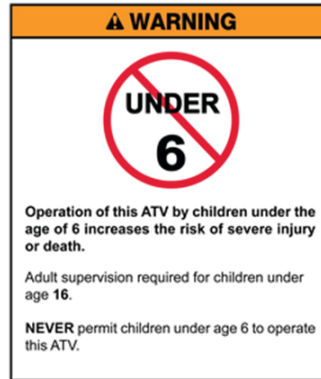 WARNING
UNDER
6
Operation of this ATV by children under the
age of 6 increases the risk of severe injury
or death.
Adult supervision required for children under
age 16.
NEVER permit children under age 6 to operate
this ATV.